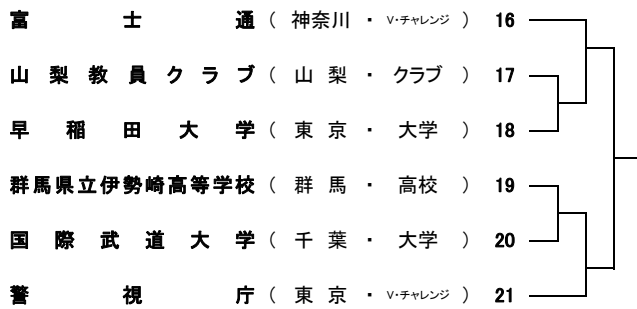 富士通（神奈川・V・チャレンジ）16
山梨教員クラブ（山梨・クラブ）17
早稲田大学（東京・大学）18
群馬県立伊勢崎高等学校（群馬・高校）19
国際武道大学（千葉・大学）20
警視庁（東京・V・チャレンジ）21